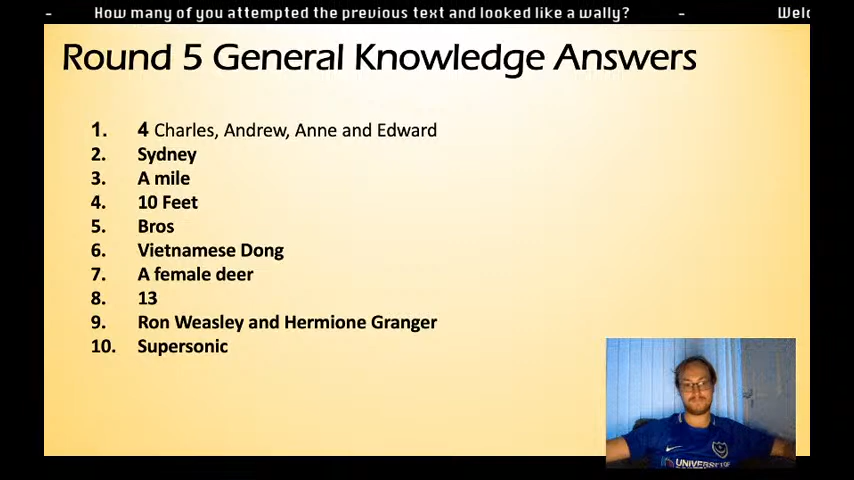 - How many of you attempted the previous text and looked like a wally? - Welc
Round 5 General Knowledge Answers
1. 4 Charles, Andrew, Anne and Edward
2. Sydney
3. A mile
4. 10 Feet
5. Bros
6. Vietnamese Dong
7. A female deer
8. 13
9. Ron Weasley and Hermione Granger
10. Supersonic